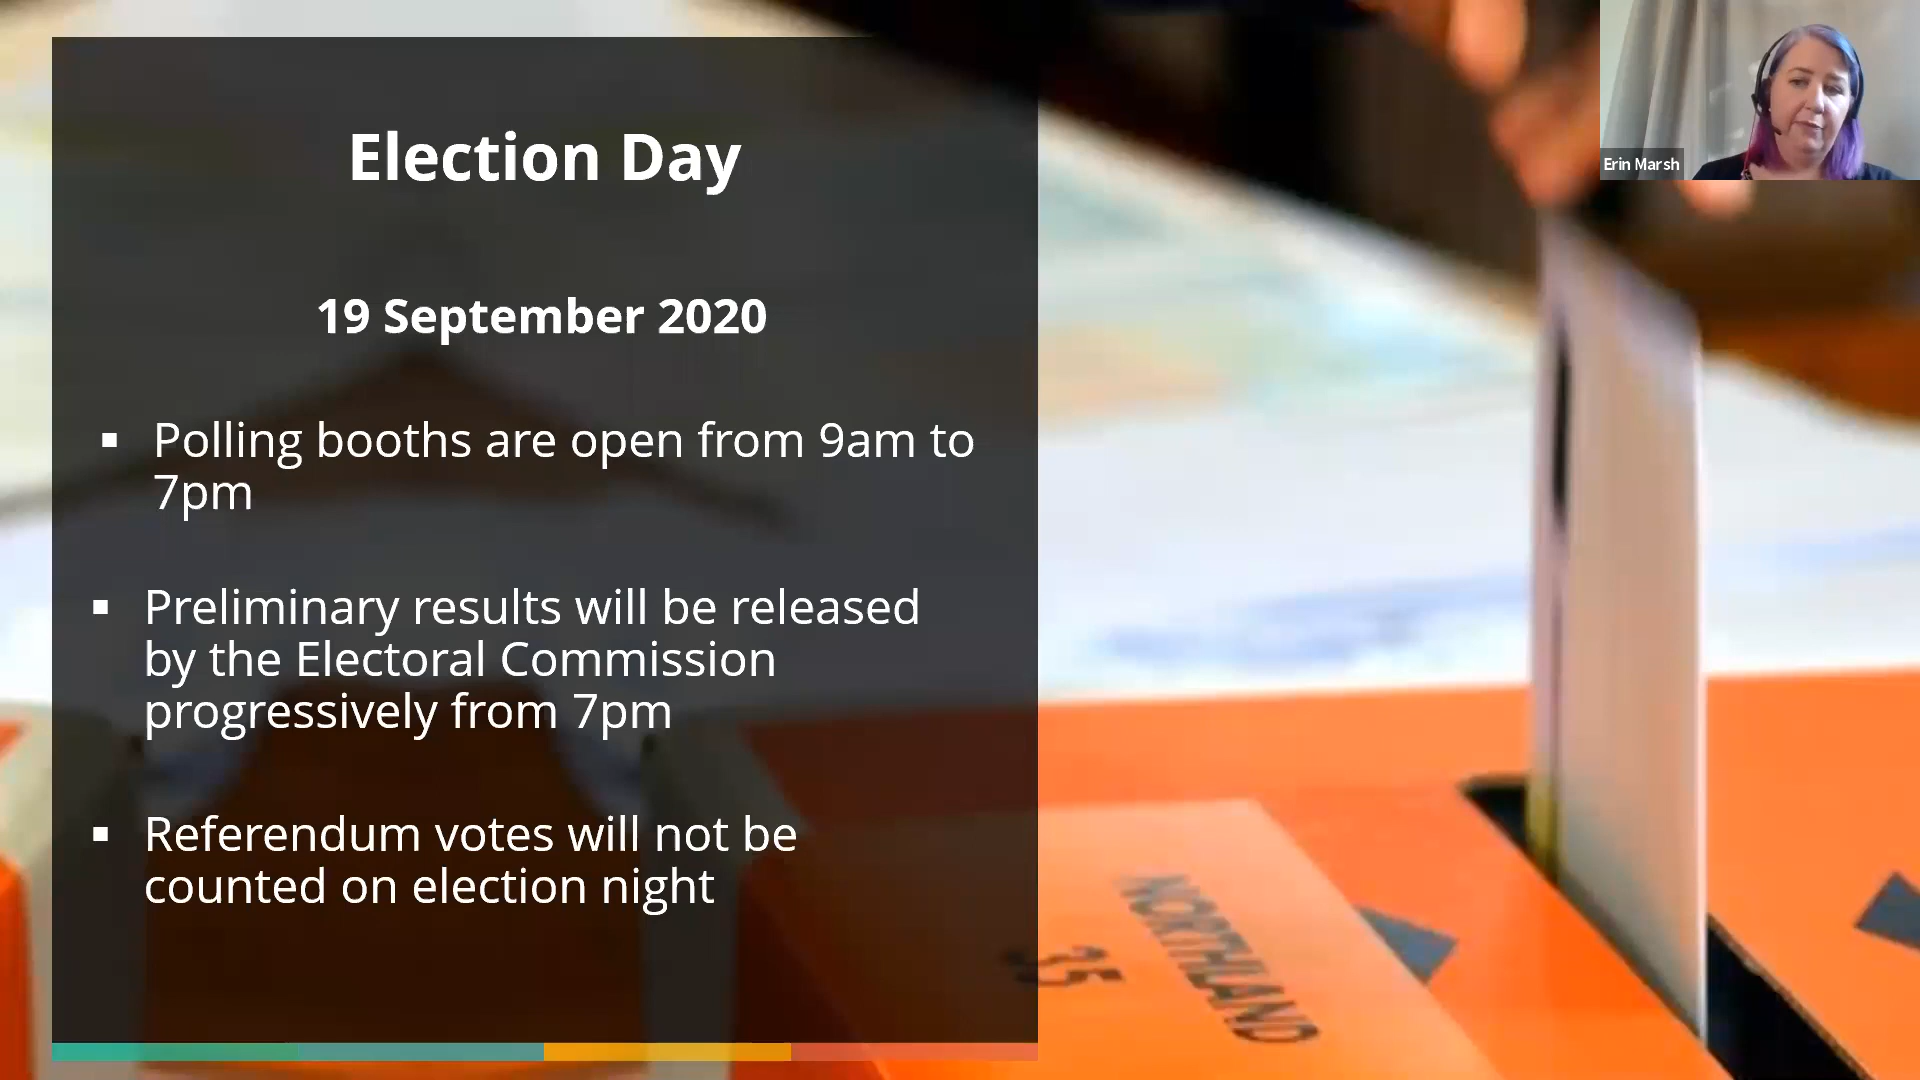 Election Day
19 September 2020
▪ Polling booths are open from 9am to
7pm
▪ Preliminary results will be released
by the Electoral Commission
progressively from 7pm
▪ Referendum votes will not be
counted on election night
Erin Marsh
NORTHLAND
35